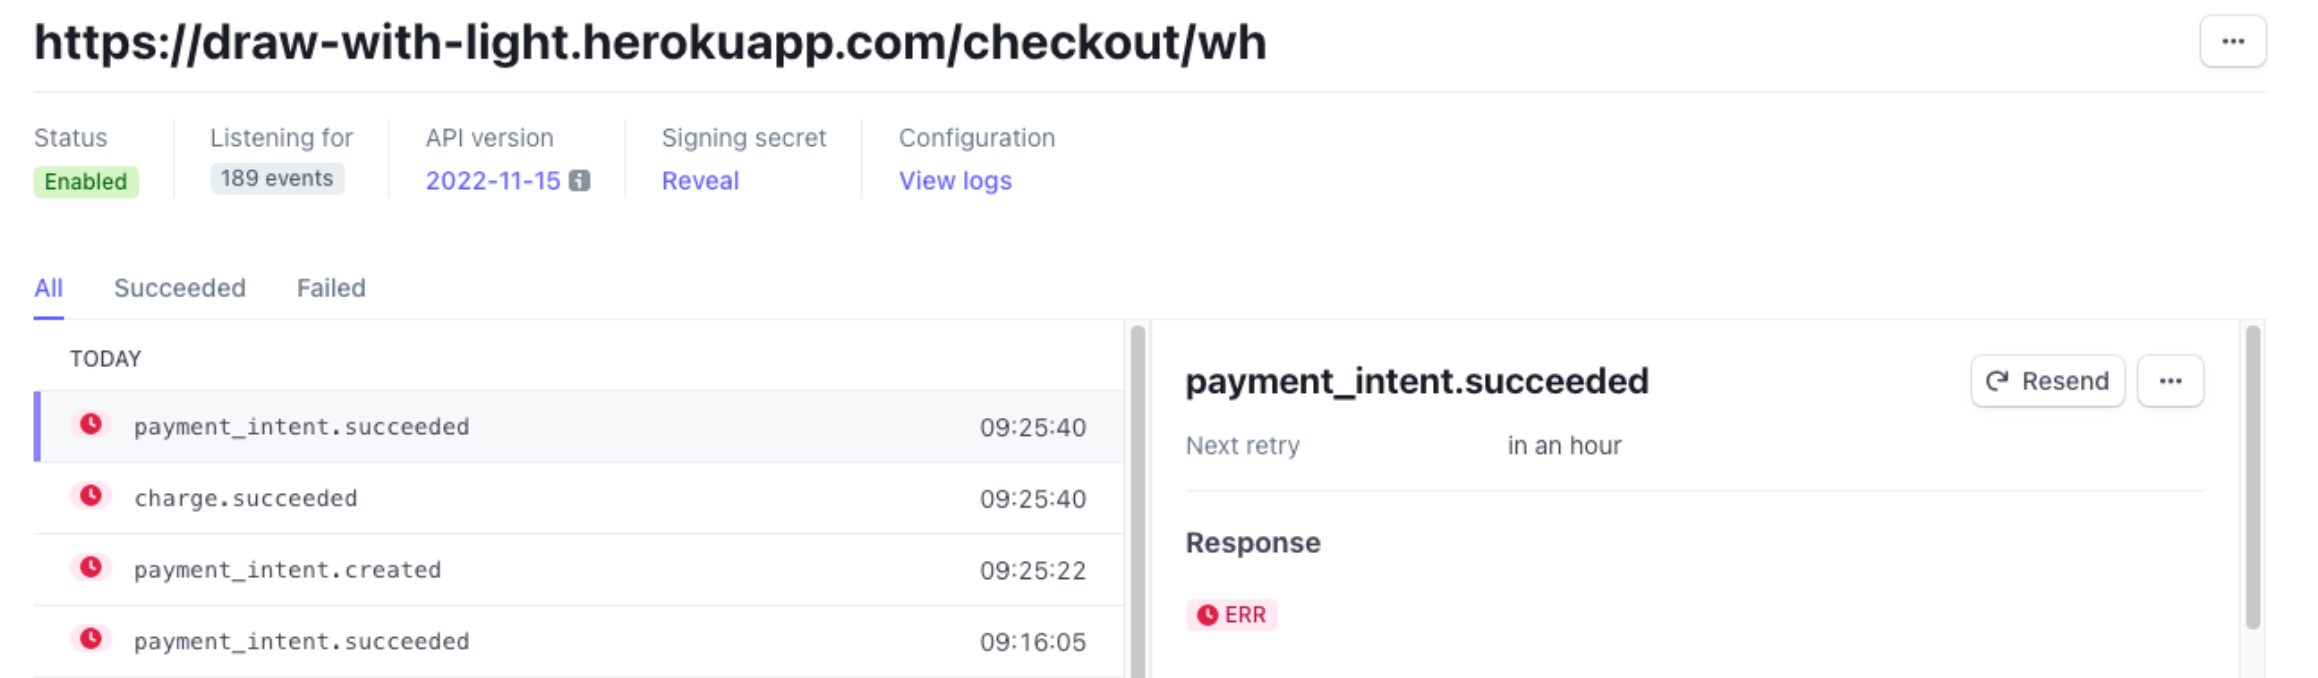 https://draw-with-light.herokuapp.com/checkout/wh
Status
Enabled
Listening for
189 events
API version
2022-11-15
Signing secret
Reveal
Configuration
View logs
All Succeeded Failed
TODAY
payment_intent.succeeded 09:25:40
charge.succeeded 09:25:40
payment_intent.created 09:25:22
payment_intent.succeeded 09:16:05
payment_intent.succeeded
Resend
Next retry in an hour
Response
ERR